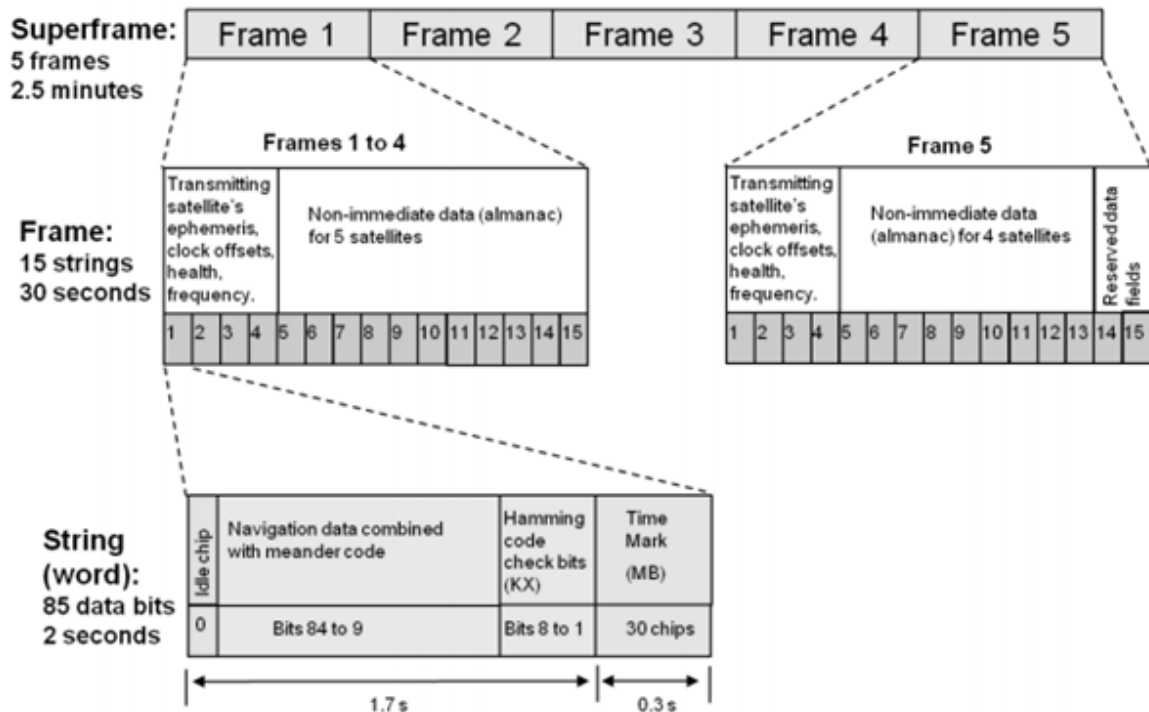 Superframe:
5 frames
2.5 minutes
Frame 1
Frame 2
Frame 3
Frame 4
Frame 5
Frames 1 to 4
Frame 5
Frame:
15 strings
30 seconds
Transmitting
satellite's
ephemeris,
clock offsets,
health,
frequency.
Non-immediate data (almanac)
for 5 satellites
1 2 3 4 5 6 7 8 9 10 11 12 13 14 15
Transmitting
satellite's
ephemeris,
clock offsets,
health,
frequency.
Non-immediate data
(almanac) for 4 satellites
Reserved data
fields
1 2 3 4 5 6 7 8 9 10 11 12 13 14 15
String
(word):
85 data bits
2 seconds
Idle chip
Navigation data combined
with meander code
Hamming
code
check bits
(KX)
Time
Mark
(MB)
0
Bits 84 to 9
Bits 8 to 1
30 chips
1.7 s
0.3 s